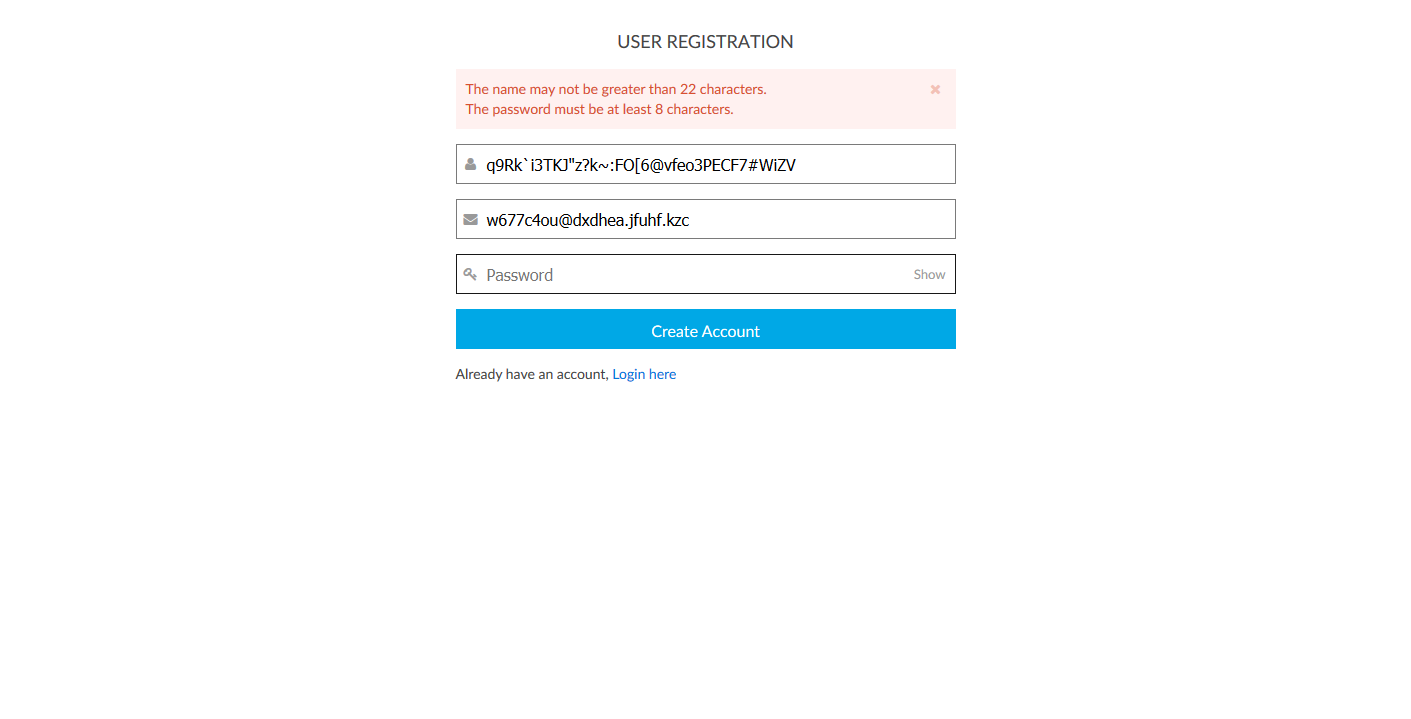 USER REGISTRATION
The name may not be greater than 22 characters.
The password must be at least 8 characters.
q9Rk`i3TKJ"z?k~:FO[6@vfeo3PECF7#WiZV
w677c4ou@dxdhea.jfuhf.kzc
Password Show
Create Account
Already have an account, Login here